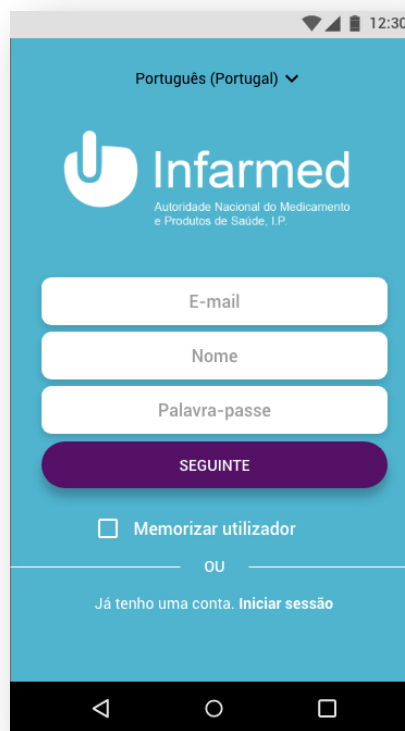 12:30
Português (Portugal)
Infarmed
Autoridade Nacional do Medicamento
e Produtos de Saúde, I.P.
E-mail
Nome
Palavra-passe
SEGUINTE
Memorizar utilizador
OU
Já tenho uma conta. Iniciar sessão